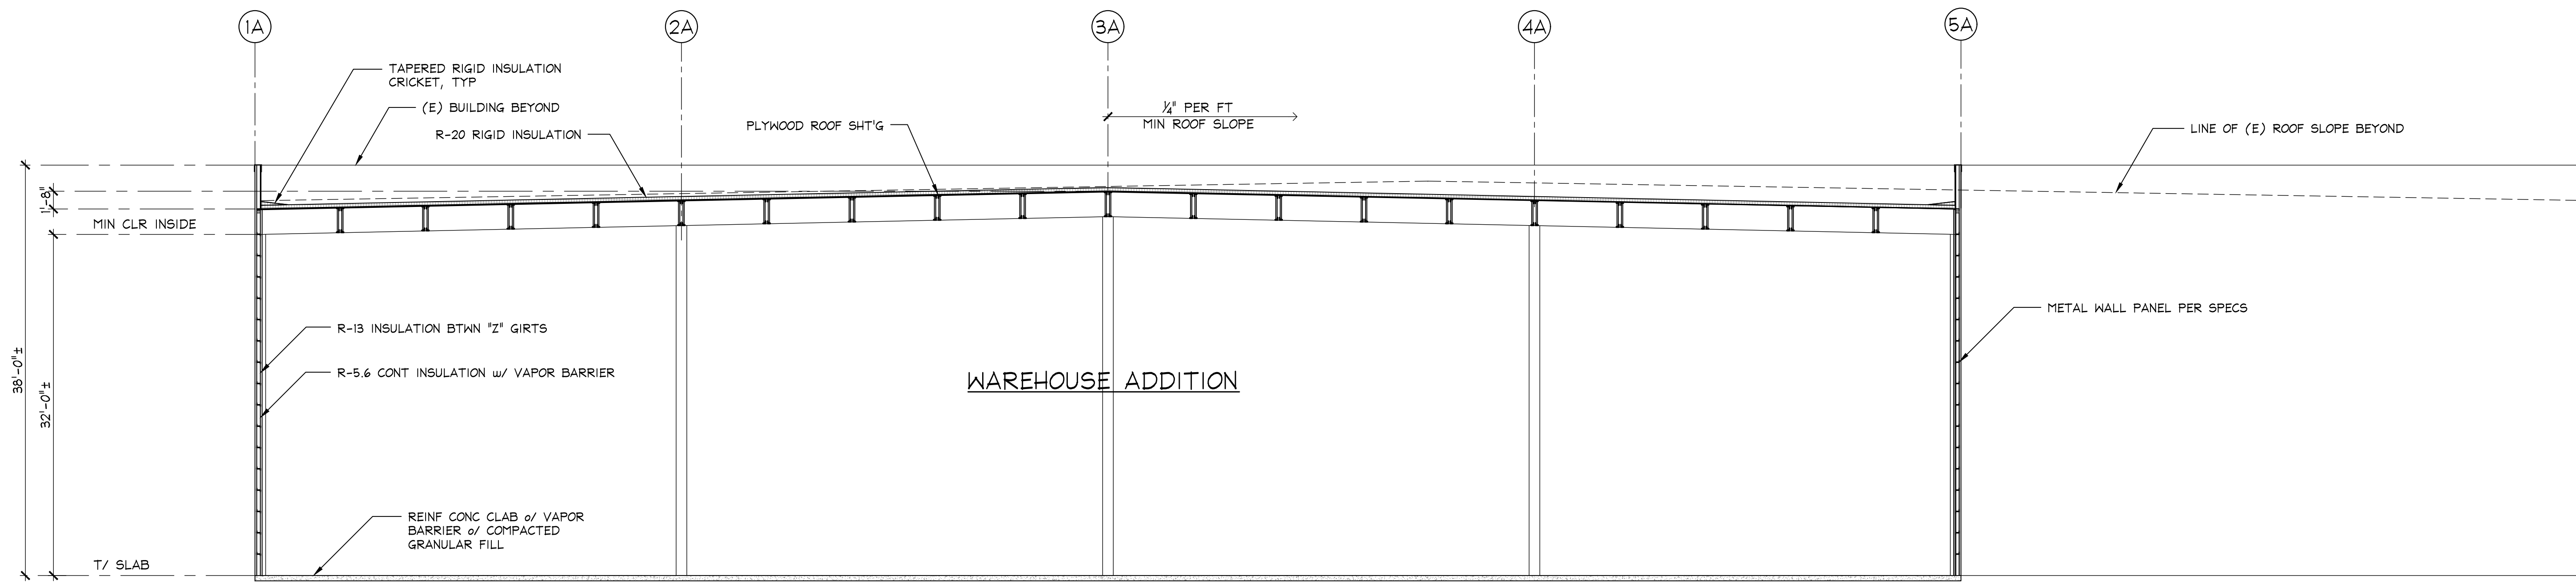 1A
2A
3A
4A
5A
TAPERED RIGID INSULATION
CRICKET, TYP
(E) BUILDING BEYOND
R-20 RIGID INSULATION
PLYWOOD ROOF SHT'G
1/4" PER FT
MIN ROOF SLOPE
LINE OF (E) ROOF SLOPE BEYOND
1'-8"
MIN CLR INSIDE
38'-0"±
32'-0"±
R-13 INSULATION BTWN "Z" GIRTS
R-5.6 CONT INSULATION w/ VAPOR BARRIER
WAREHOUSE ADDITION
METAL WALL PANEL PER SPECS
REINF CONC CLAB o/ VAPOR
BARRIER o/ COMPACTED
GRANULAR FILL
T/ SLAB